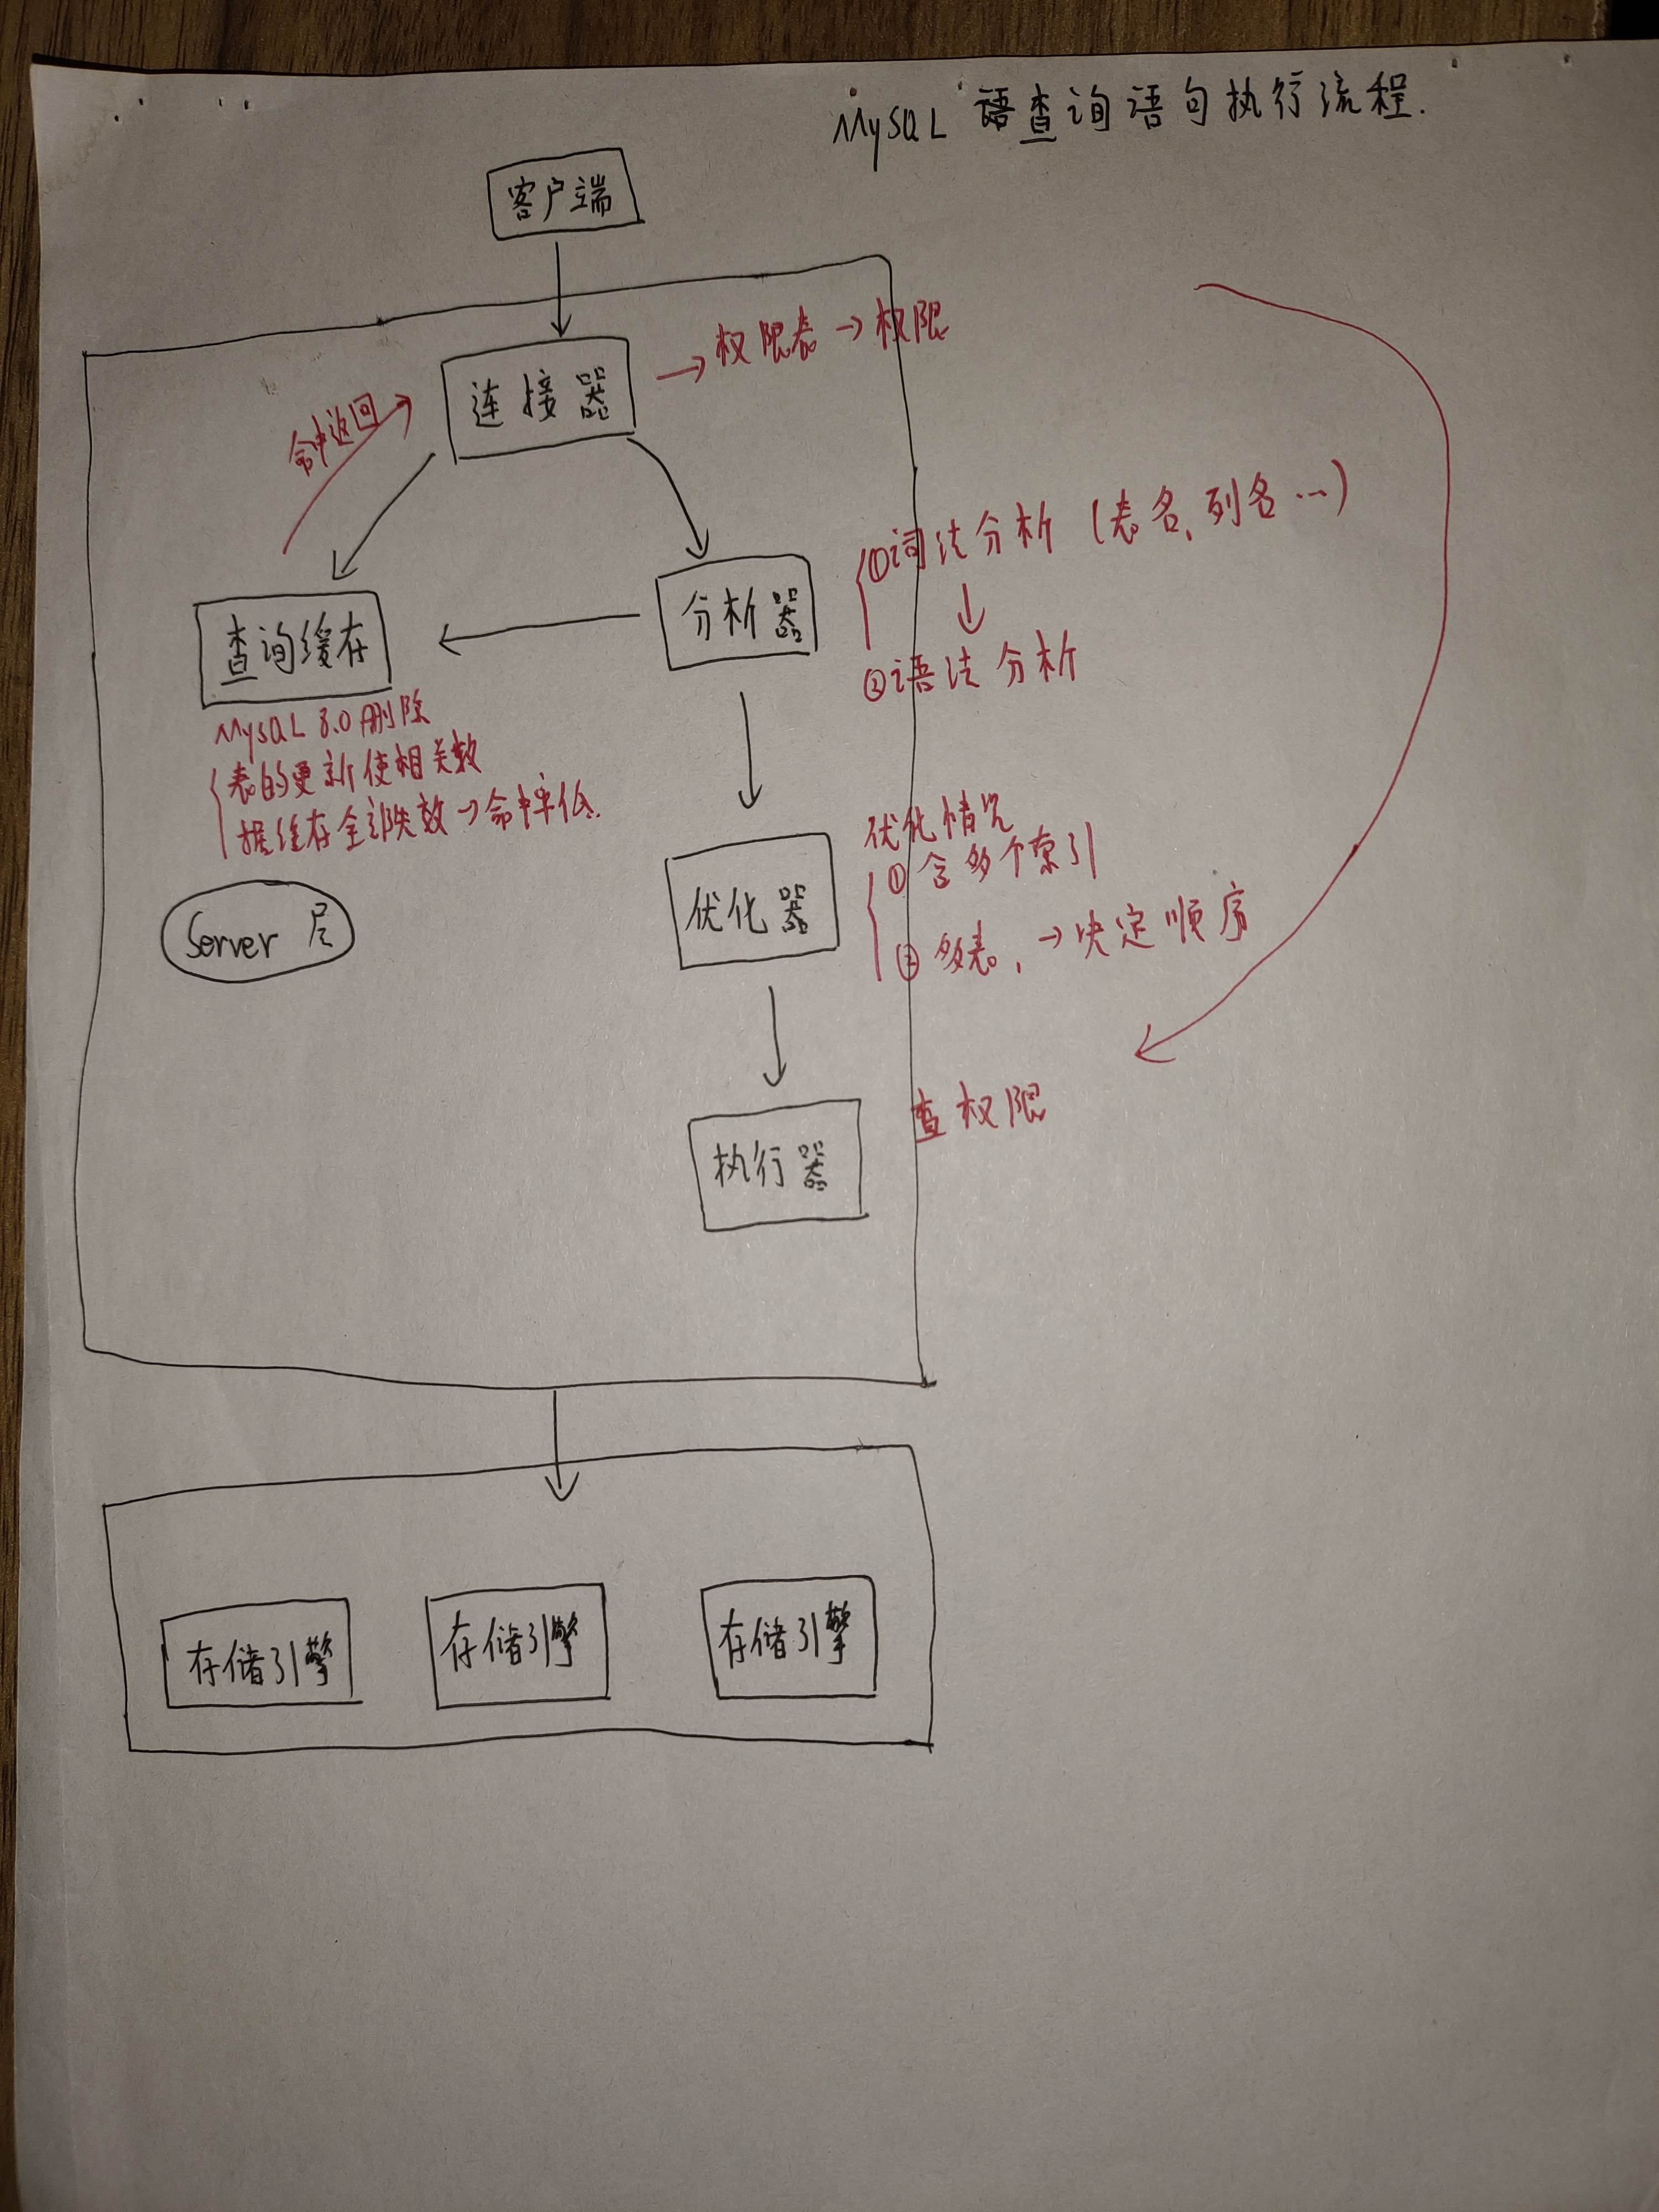 MySQL 語查询语句执行流程.
客户端
连接器
→权限表→权限
命中返回
查询缓存
MySQL 8.0删除
表的更新使相关数
据缓存全部失效→命中率低.
分析器
①词法分析（表名、列名…）
↓
②语法分析
优化器
优化情况
①含多个索引
②多表，→决定顺序
Server 层
执行器
查权限
存储引擎
存储引擎
存储引擎